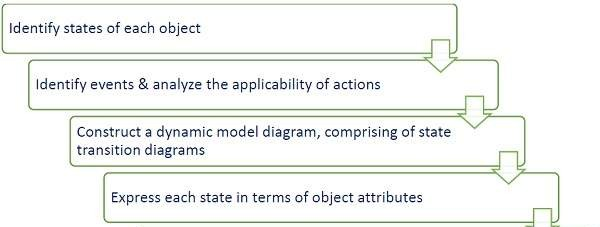 Identify states of each object
Identify events & analyze the applicability of actions
Construct a dynamic model diagram, comprising of state
transition diagrams
Express each state in terms of object attributes